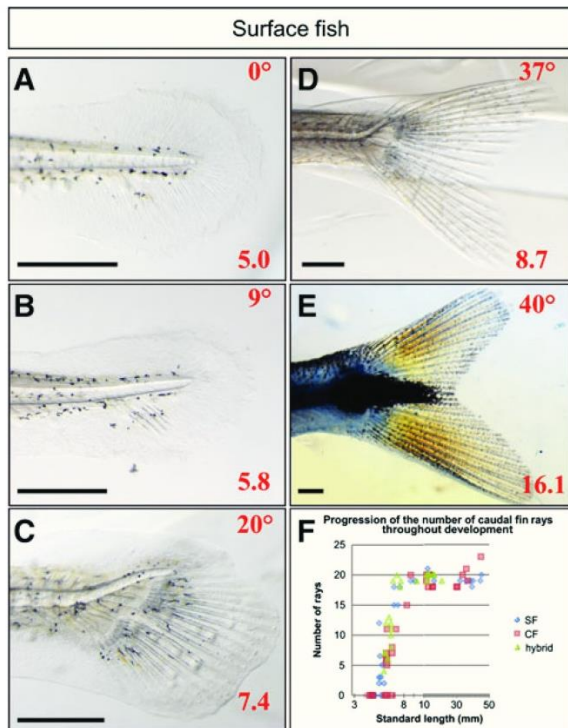 Surface fish
A
0°
5.0
B
9°
5.8
C
20°
7.4
D
37°
8.7
E
40°
16.1
F
Progression of the number of caudal fin rays
throughout development
Number of rays
25
20
15
10
5
0
3
8
10
50
Standard length (mm)
SF
CF
hybrid